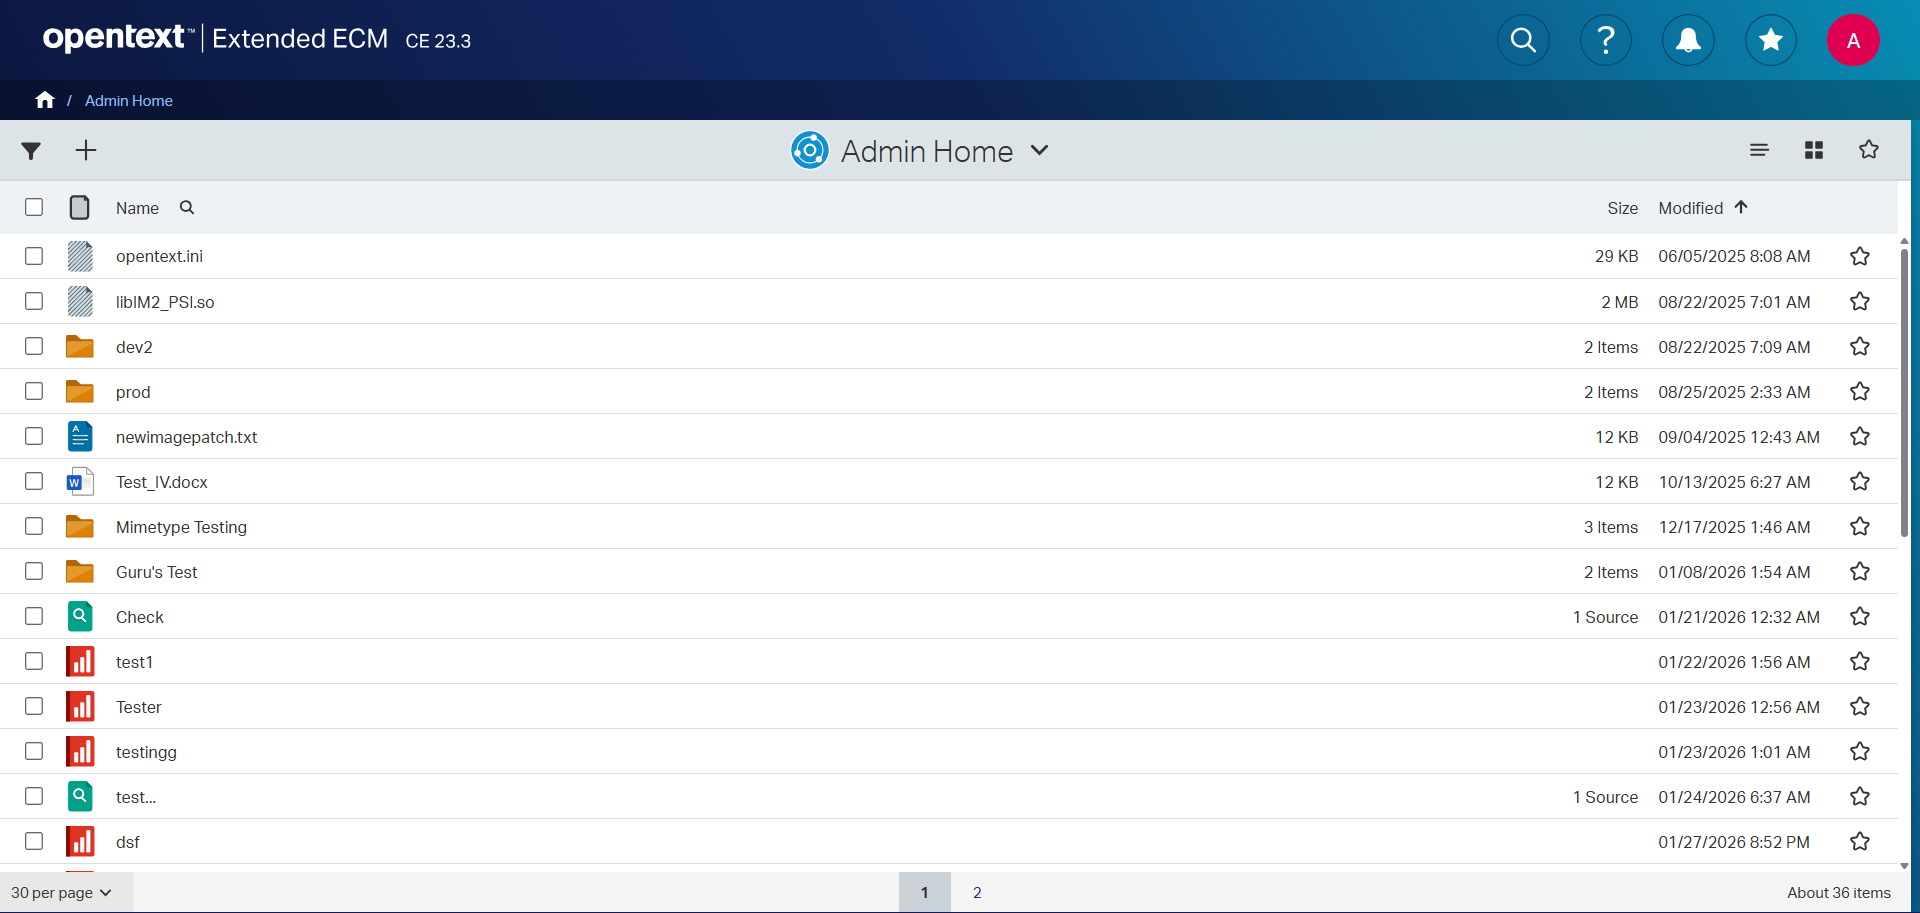 opentext™ | Extended ECM CE 23.3
A
/ Admin Home
Admin Home
Name Size Modified
opentext.ini 29 KB 06/05/2025 8:08 AM
libIM2_PSI.so 2 MB 08/22/2025 7:01 AM
dev2 2 Items 08/22/2025 7:09 AM
prod 2 Items 08/25/2025 2:33 AM
newimagepatch.txt 12 KB 09/04/2025 12:43 AM
Test_IV.docx 12 KB 10/13/2025 6:27 AM
Mimetype Testing 3 Items 12/17/2025 1:46 AM
Guru's Test 2 Items 01/08/2026 1:54 AM
Check 1 Source 01/21/2026 12:32 AM
test1 01/22/2026 1:56 AM
Tester 01/23/2026 12:56 AM
testingg 01/23/2026 1:01 AM
test... 1 Source 01/24/2026 6:37 AM
dsf 01/27/2026 8:52 PM
30 per page 1 2 About 36 items